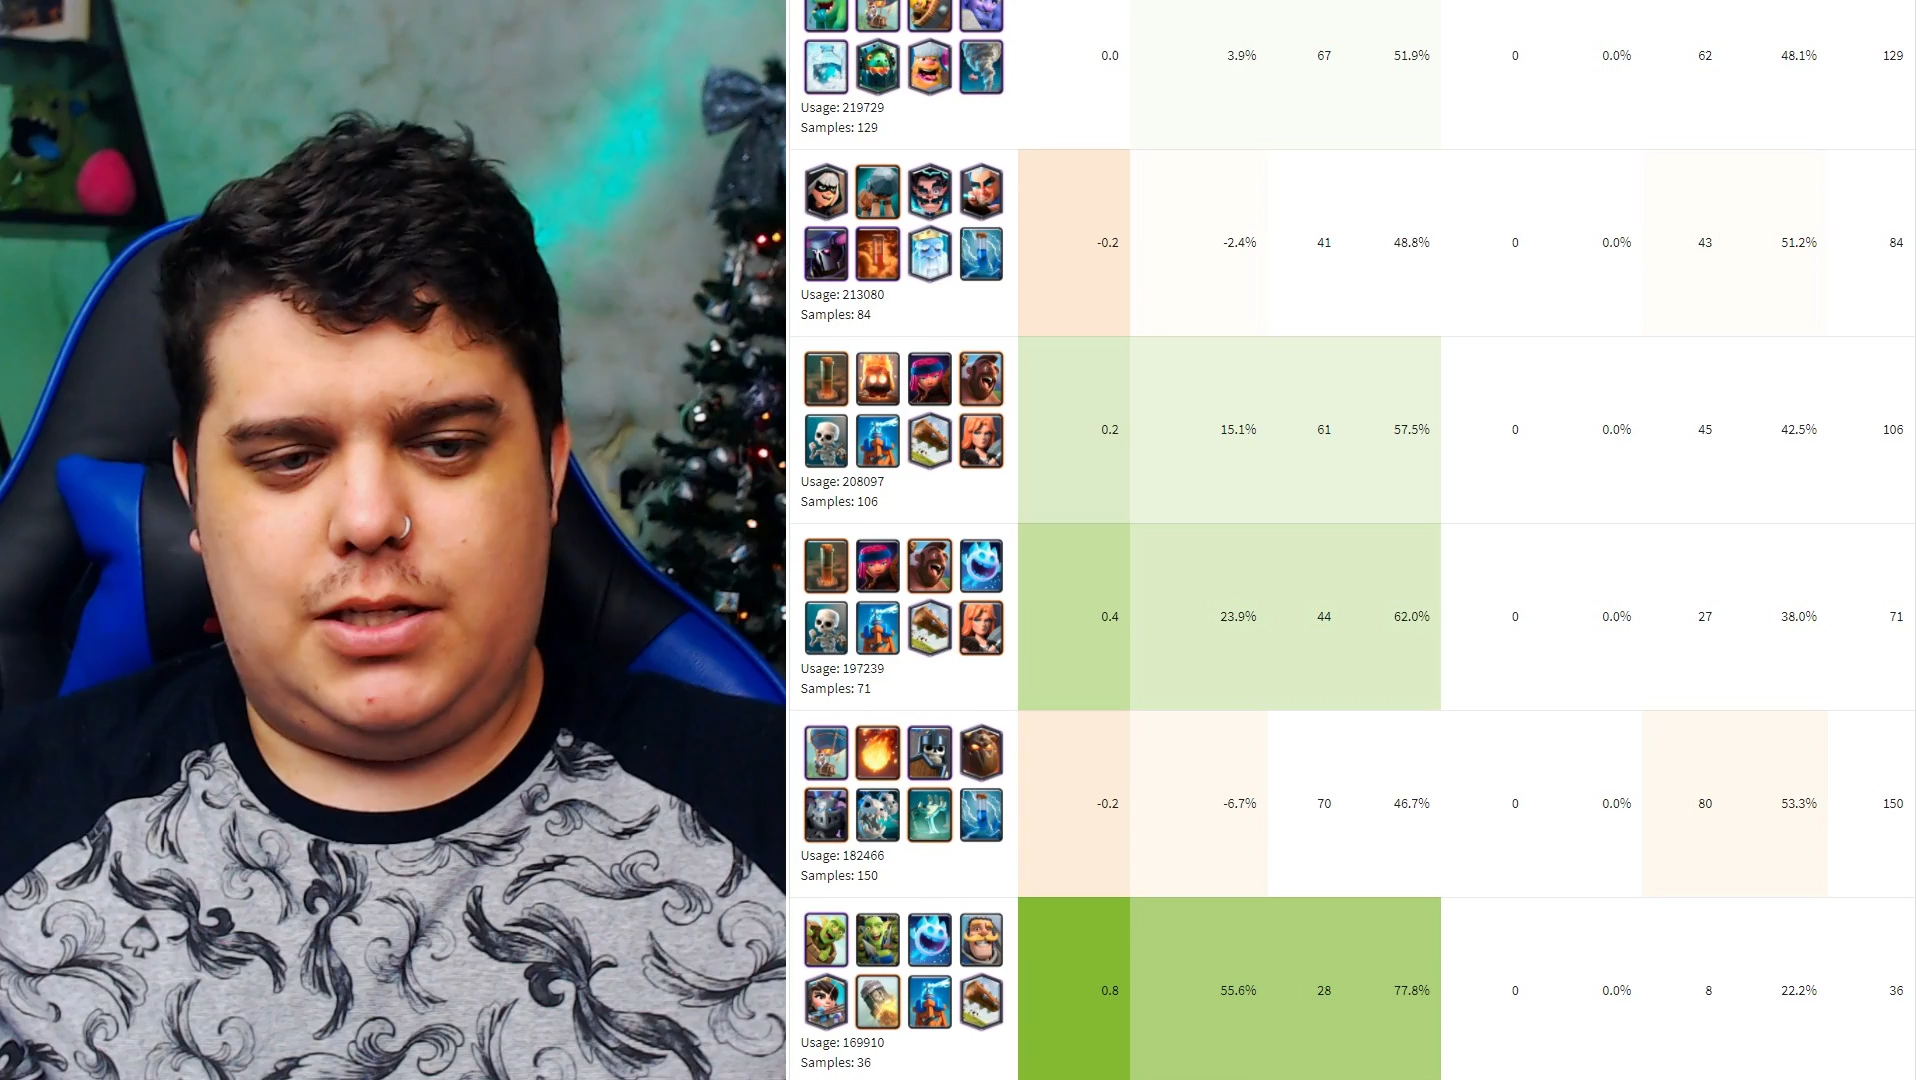 0.0 3.9% 67 51.9% 0 0.0% 62 48.1% 129
Usage: 219729
Samples: 129
-0.2 -2.4% 41 48.8% 0 0.0% 43 51.2% 84
Usage: 213080
Samples: 84
0.2 15.1% 61 57.5% 0 0.0% 45 42.5% 106
Usage: 208097
Samples: 106
0.4 23.9% 44 62.0% 0 0.0% 27 38.0% 71
Usage: 197239
Samples: 71
-0.2 -6.7% 70 46.7% 0 0.0% 80 53.3% 150
Usage: 182466
Samples: 150
0.8 55.6% 28 77.8% 0 0.0% 8 22.2% 36
Usage: 169910
Samples: 36